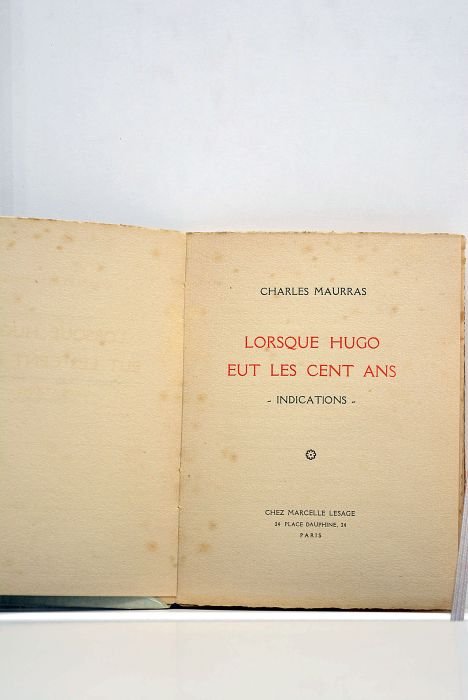 CHARLES MAURRAS
LORSQUE HUGO
EUT LES CENT ANS
- INDICATIONS -
CHEZ MARCELLE LESAGE
24 PLACE DAUPHINE, 24
PARIS